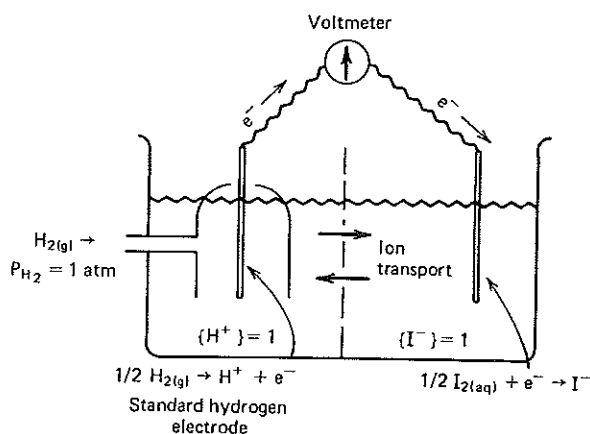 Voltmeter
e⁻
e⁻
H₂(g) →
P_H₂ = 1 atm
Ion
transport
{H⁺} = 1
{I⁻} = 1
1/2 H₂(g) → H⁺ + e⁻
1/2 I₂(aq) + e⁻ → I⁻
Standard hydrogen
electrode